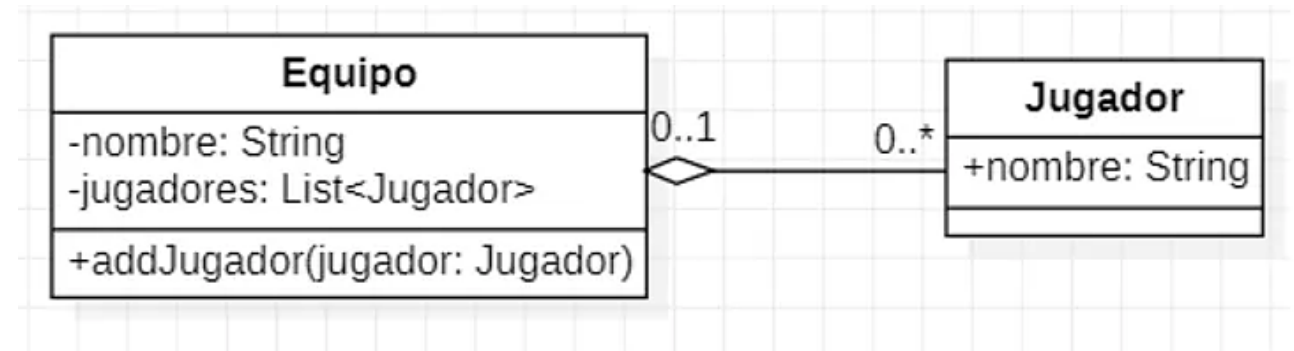 Equipo
-nombre: String
-jugadores: List<Jugador>
+addJugador(jugador: Jugador)
0..1
0..*
Jugador
+nombre: String